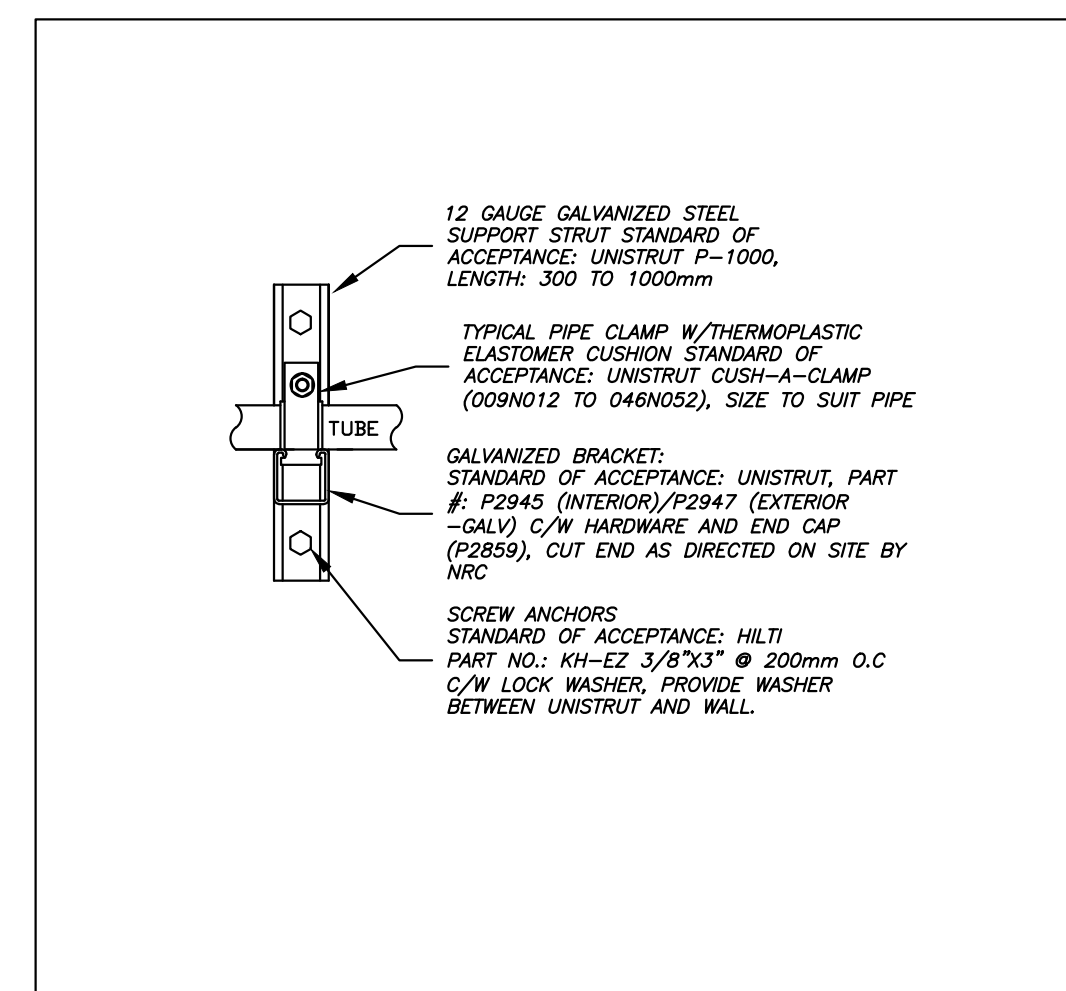 12 GAUGE GALVANIZED STEEL
SUPPORT STRUT STANDARD OF
ACCEPTANCE: UNISTRUT P-1000,
LENGTH: 300 TO 1000mm
TYPICAL PIPE CLAMP W/THERMOPLASTIC
ELASTOMER CUSHION STANDARD OF
ACCEPTANCE: UNISTRUT CUSH-A-CLAMP
(009N012 TO 046N052), SIZE TO SUIT PIPE
TUBE
GALVANIZED BRACKET:
STANDARD OF ACCEPTANCE: UNISTRUT, PART
#: P2945 (INTERIOR)/P2947 (EXTERIOR
-GALV) C/W HARDWARE AND END CAP
(P2859), CUT END AS DIRECTED ON SITE BY
NRC
SCREW ANCHORS
STANDARD OF ACCEPTANCE: HILTI
PART NO.: KH-EZ 3/8"X3" @ 200mm O.C
C/W LOCK WASHER, PROVIDE WASHER
BETWEEN UNISTRUT AND WALL.